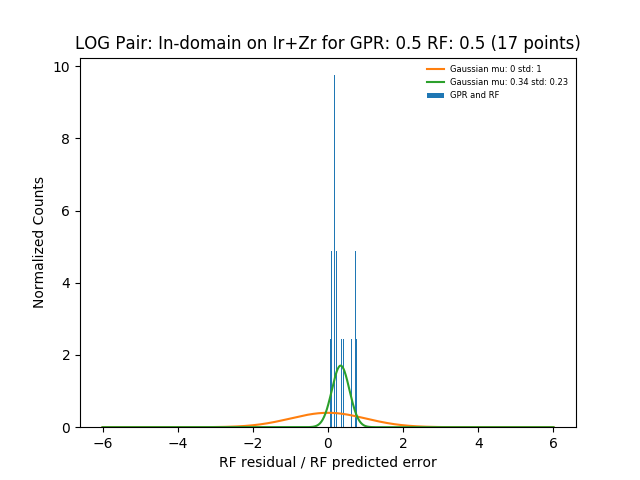 LOG Pair: In-domain on Ir+Zr for GPR: 0.5 RF: 0.5 (17 points)
Gaussian mu: 0 std: 1
Gaussian mu: 0.34 std: 0.23
GPR and RF
Normalized Counts
10
8
6
4
2
0
−6 −4 −2 0 2 4 6
RF residual / RF predicted error